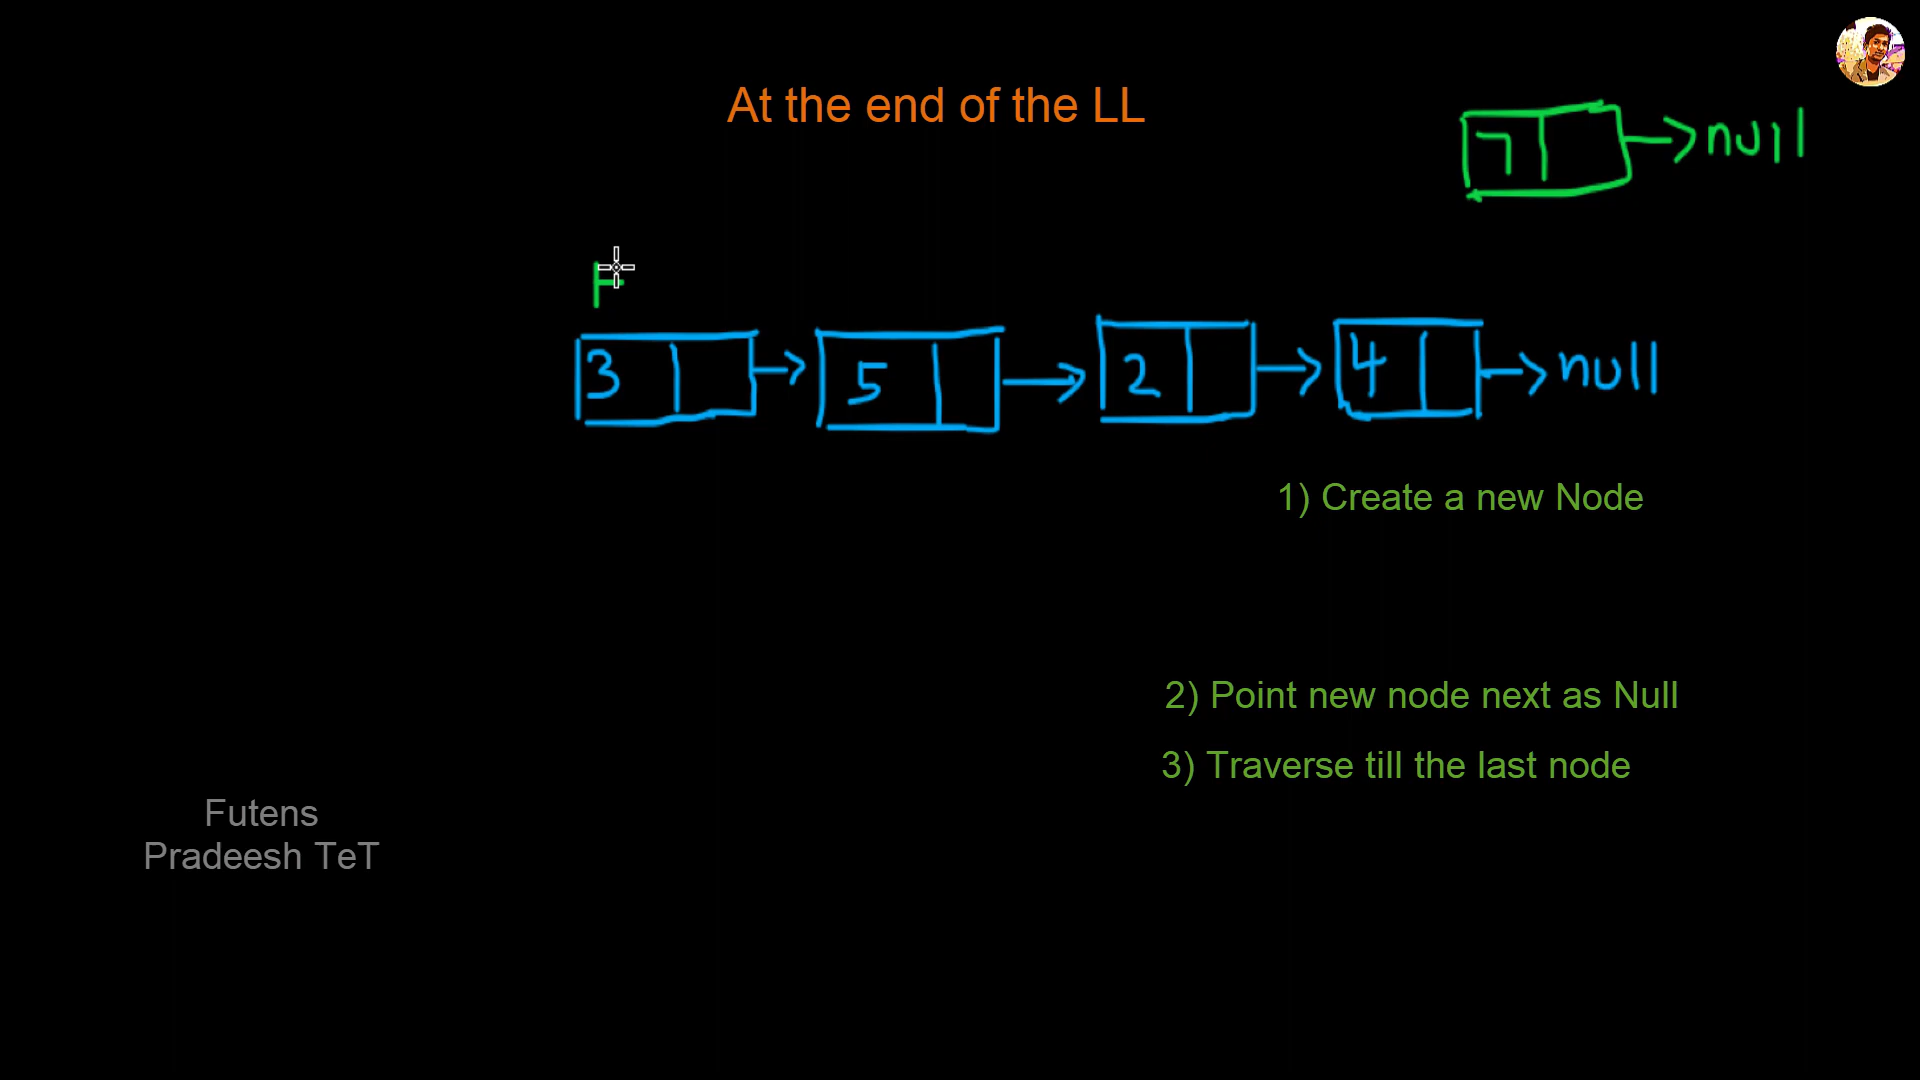 At the end of the LL
7 null
3 5 2 4 null
1) Create a new Node
2) Point new node next as Null
3) Traverse till the last node
Futens
Pradeesh TeT